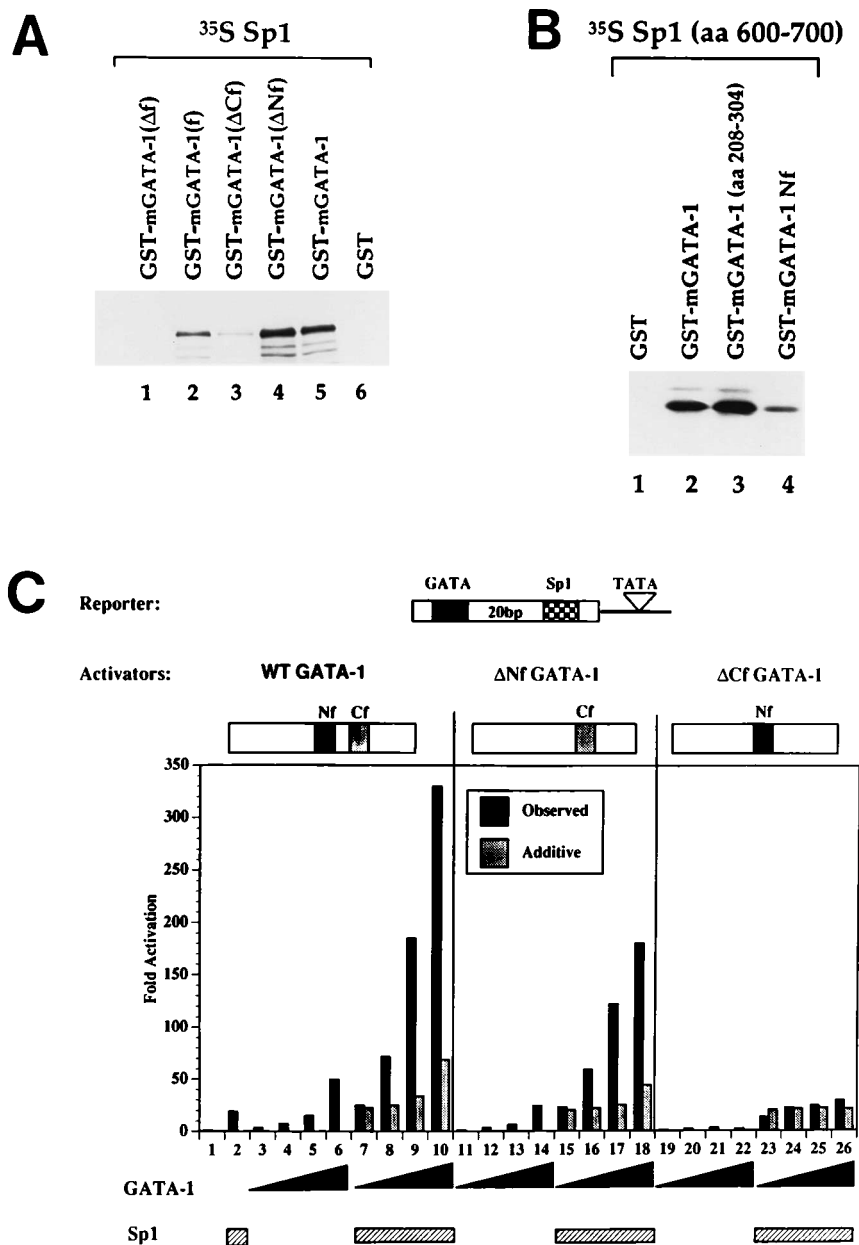 A
³⁵S Sp1
GST-mGATA-1(Δf)
GST-mGATA-1(f)
GST-mGATA-1(ΔCf)
GST-mGATA-1(ΔNf)
GST-mGATA-1
GST
1 2 3 4 5 6
B
³⁵S Sp1 (aa 600-700)
GST
GST-mGATA-1
GST-mGATA-1 (aa 208-304)
GST-mGATA-1 Nf
1 2 3 4
C
Reporter:
GATA 20bp Sp1 TATA
Activators:
WT GATA-1 ΔNf GATA-1 ΔCf GATA-1
Nf Cf Cf Nf
Fold Activation
350
300
250
200
150
100
50
0
Observed
Additive
1 2 3 4 5 6 7 8 9 10 11 12 13 14 15 16 17 18 19 20 21 22 23 24 25 26
GATA-1
Sp1